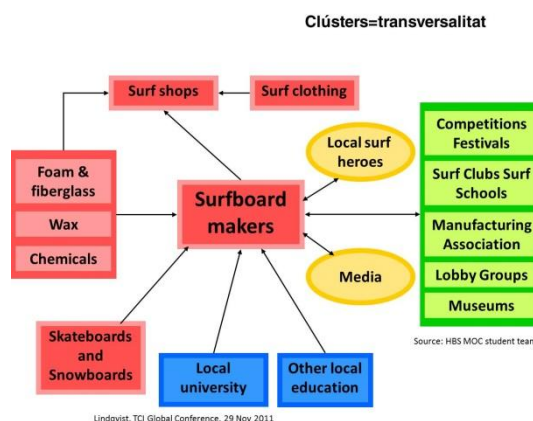 Clústers=transversalitat
Surf shops
Surf clothing
Local surf
heroes
Competitions
Festivals
Foam &
fiberglass
Surf Clubs Surf
Schools
Surfboard
makers
Wax
Manufacturing
Association
Chemicals
Media
Lobby Groups
Museums
Skateboards
and
Snowboards
Local
university
Other local
education
Source: HBS MOC student team
Lindqvist, TCI Global Conference, 29 Nov 2011